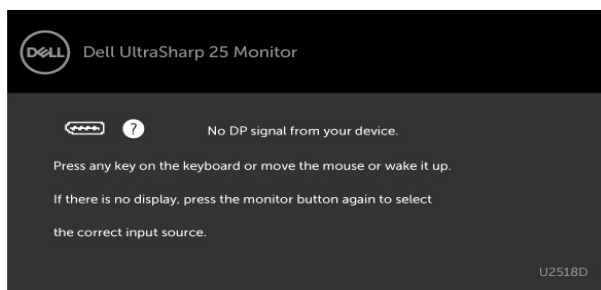 DELL Dell UltraSharp 25 Monitor
? No DP signal from your device.
Press any key on the keyboard or move the mouse or wake it up.
If there is no display, press the monitor button again to select
the correct input source.
U2518D